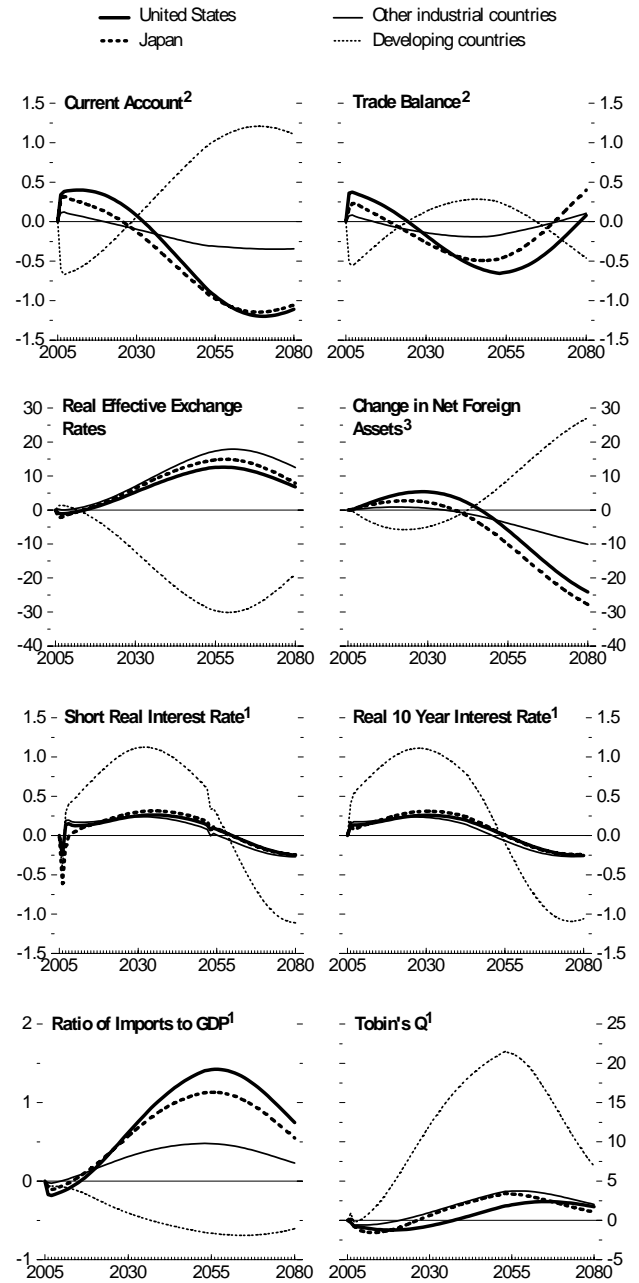 United States
Other industrial countries
Japan
Developing countries
Current Account2
Trade Balance2
1.5
1.0
0.5
0.0
-0.5
-1.0
-1.5
1.5
1.0
0.5
0.0
-0.5
-1.0
-1.5
2005 2030 2055 2080
2005 2030 2055 2080
Real Effective Exchange
Rates
Change in Net Foreign
Assets3
30
20
10
0
-10
-20
-30
-40
30
20
10
0
-10
-20
-30
-40
2005 2030 2055 2080
2005 2030 2055 2080
Short Real Interest Rate1
Real 10 Year Interest Rate1
1.5
1.0
0.5
0.0
-0.5
-1.0
-1.5
1.5
1.0
0.5
0.0
-0.5
-1.0
-1.5
2005 2030 2055 2080
2005 2030 2055 2080
Ratio of Imports to GDP1
Tobin's Q1
2
1
0
-1
25
20
15
10
5
0
-5
2005 2030 2055 2080
2005 2030 2055 2080